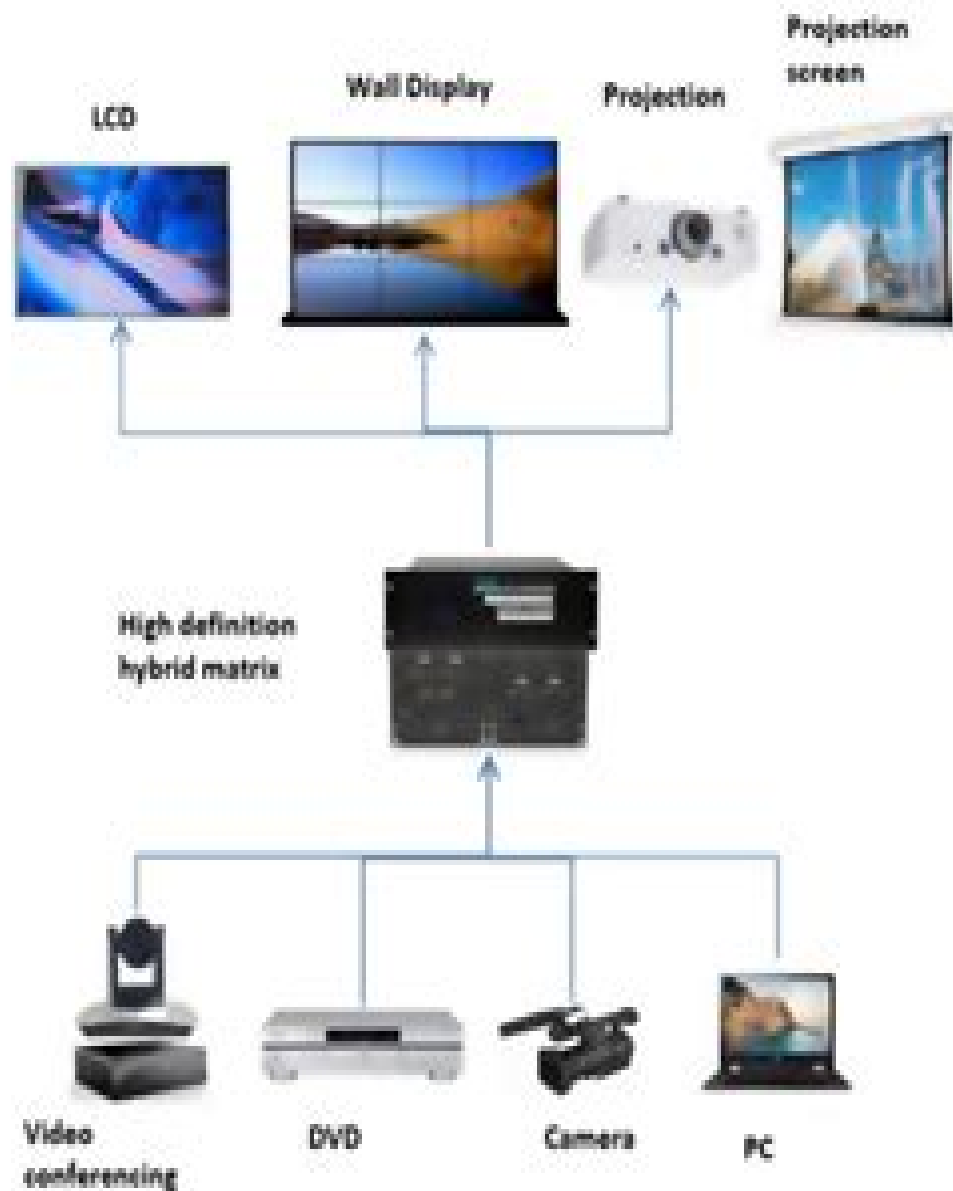 Projection
screen
Wall Display
Projection
LCD
High definition
hybrid matrix
Video
conferencing
DVD
Camera
PC